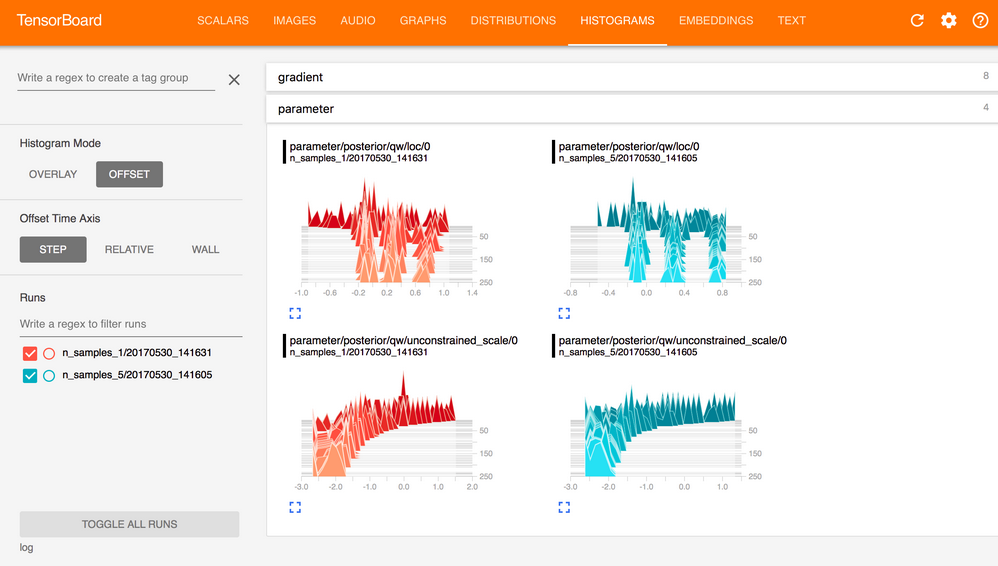 TensorBoard
SCALARS IMAGES AUDIO GRAPHS DISTRIBUTIONS HISTOGRAMS EMBEDDINGS TEXT
Write a regex to create a tag group
Histogram Mode
OVERLAY OFFSET
Offset Time Axis
STEP RELATIVE WALL
Runs
Write a regex to filter runs
n_samples_1/20170530_141631
n_samples_5/20170530_141605
TOGGLE ALL RUNS
log
gradient 8
parameter 4
parameter/posterior/qw/loc/0
n_samples_1/20170530_141631
50
150
250
-1.0 -0.6 -0.2 0.2 0.6 1.0 1.4
parameter/posterior/qw/loc/0
n_samples_5/20170530_141605
50
150
250
-0.8 -0.4 0.0 0.4 0.8
parameter/posterior/qw/unconstrained_scale/0
n_samples_1/20170530_141631
50
150
250
-3.0 -2.0 -1.0 0.0 1.0 2.0
parameter/posterior/qw/unconstrained_scale/0
n_samples_5/20170530_141605
50
150
250
-3.0 -2.0 -1.0 0.0 1.0